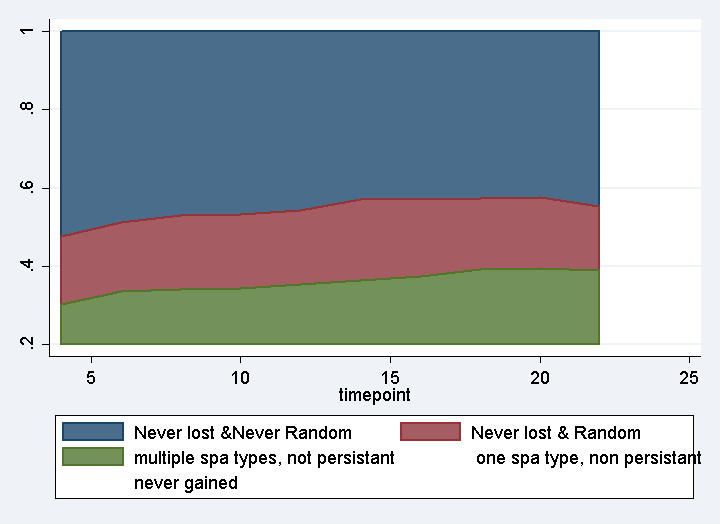 1
.8
.6
.4
.2
5 10 15 20 25
timepoint
Never lost &Never Random Never lost & Random
multiple spa types, not persistant one spa type, non persistant
never gained